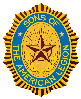 SONS OF
THE AMERICAN LEGION